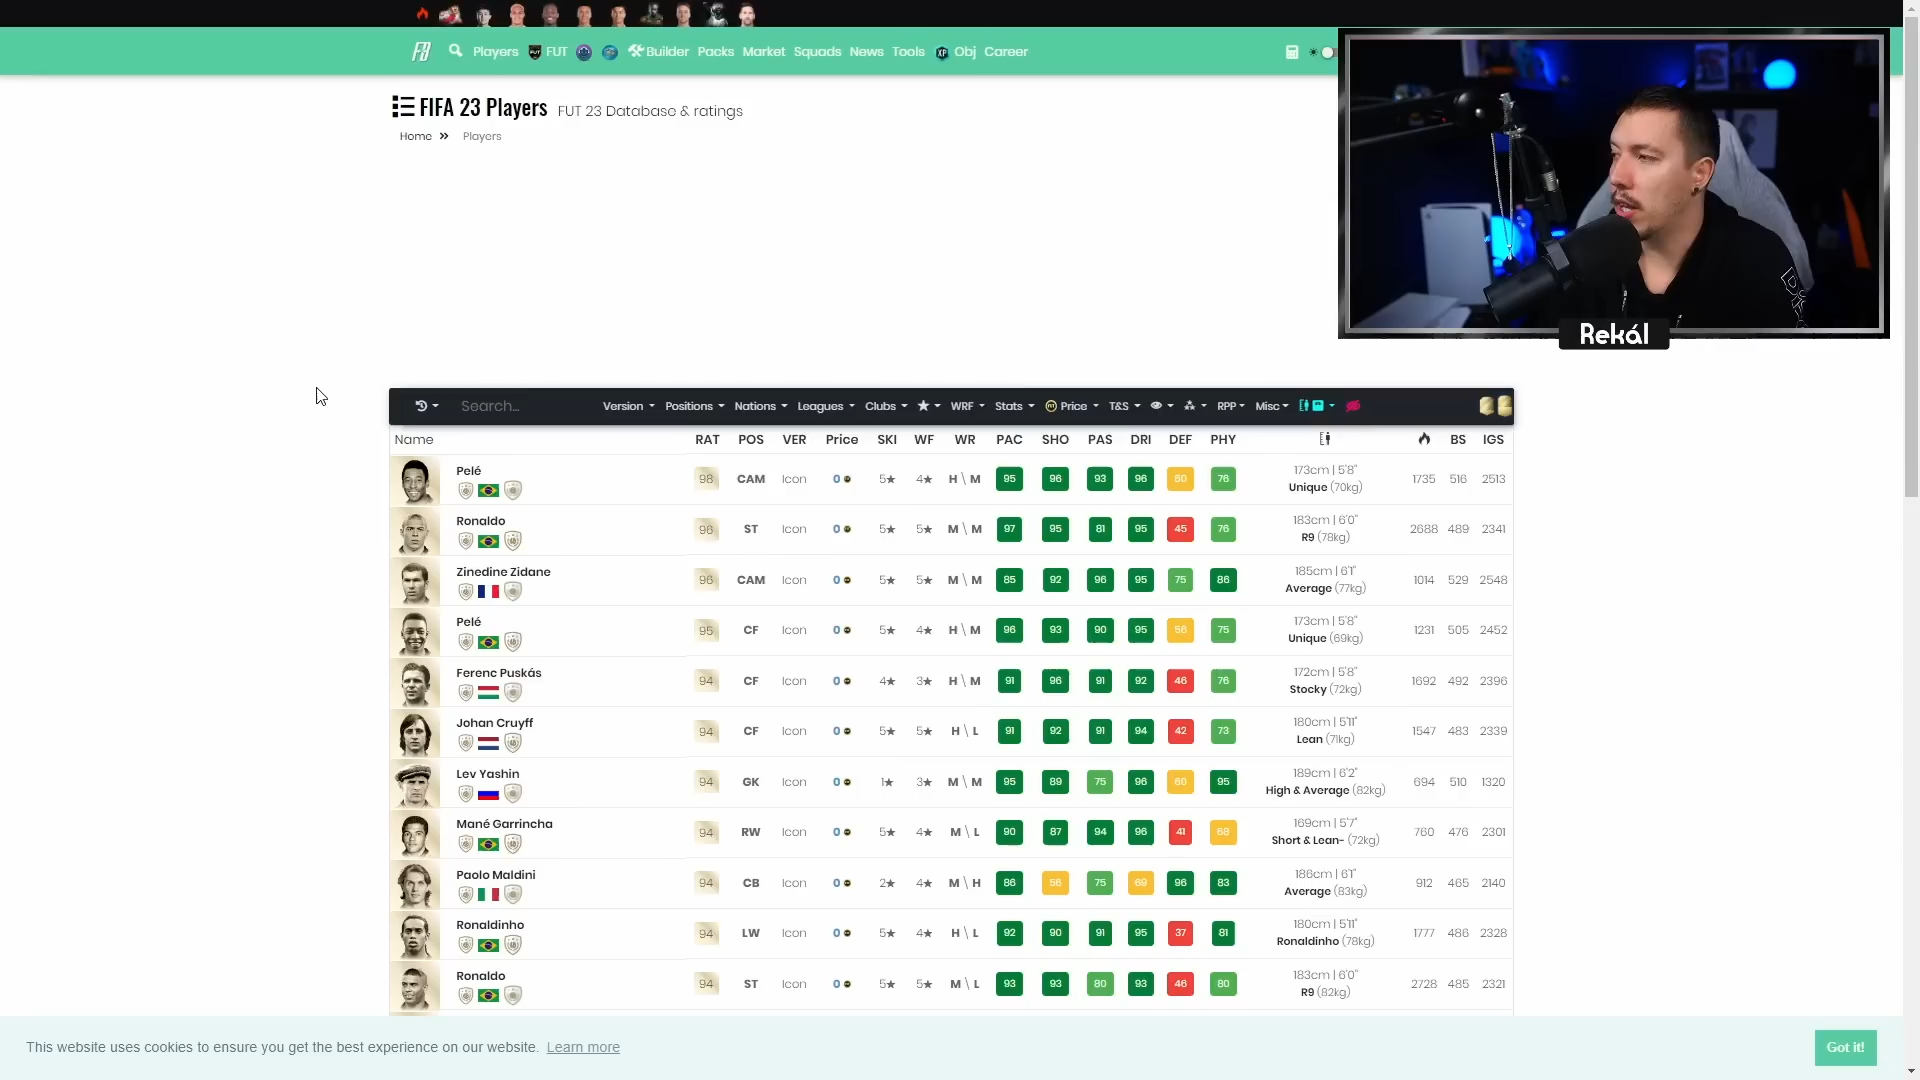 Players FUT Builder Packs Market Squads News Tools Obj Career
FIFA 23 Players FUT 23 Database & ratings
Home » Players
Rekál
Search... Version Positions Nations Leagues Clubs WRF Stats Price T&S RPP Misc
Name RAT POS VER Price SKI WF WR PAC SHO PAS DRI DEF PHY BS IGS
Pelé 98 CAM Icon 0 5★ 4★ H \ M 95 96 93 96 60 76 173cm | 5'8" Unique (70kg) 1735 516 2513
Ronaldo 96 ST Icon 0 5★ 5★ M \ M 97 95 81 95 45 76 183cm | 6'0" R9 (78kg) 2688 489 2341
Zinedine Zidane 96 CAM Icon 0 5★ 5★ M \ M 85 92 96 95 75 86 185cm | 6'1" Average (77kg) 1014 529 2548
Pelé 95 CF Icon 0 5★ 4★ H \ M 96 93 90 95 56 75 173cm | 5'8" Unique (69kg) 1231 505 2452
Ferenc Puskás 94 CF Icon 0 4★ 3★ H \ M 91 96 91 92 46 76 172cm | 5'8" Stocky (72kg) 1692 492 2396
Johan Cruyff 94 CF Icon 0 5★ 5★ H \ L 91 92 91 94 42 73 180cm | 5'11" Lean (71kg) 1547 483 2339
Lev Yashin 94 GK Icon 0 1★ 3★ M \ M 95 89 75 96 60 95 189cm | 6'2" High & Average (82kg) 694 510 1320
Mané Garrincha 94 RW Icon 0 5★ 4★ M \ L 90 87 94 96 41 68 169cm | 5'7" Short & Lean- (72kg) 760 476 2301
Paolo Maldini 94 CB Icon 0 2★ 4★ M \ H 86 56 75 69 96 83 186cm | 6'1" Average (83kg) 912 465 2140
Ronaldinho 94 LW Icon 0 5★ 4★ H \ L 92 90 91 95 37 81 180cm | 5'11" Ronaldinho (78kg) 1777 486 2328
Ronaldo 94 ST Icon 0 5★ 5★ M \ L 93 93 80 93 46 80 183cm | 6'0" R9 (82kg) 2728 485 2321
This website uses cookies to ensure you get the best experience on our website. Learn more
Got it!